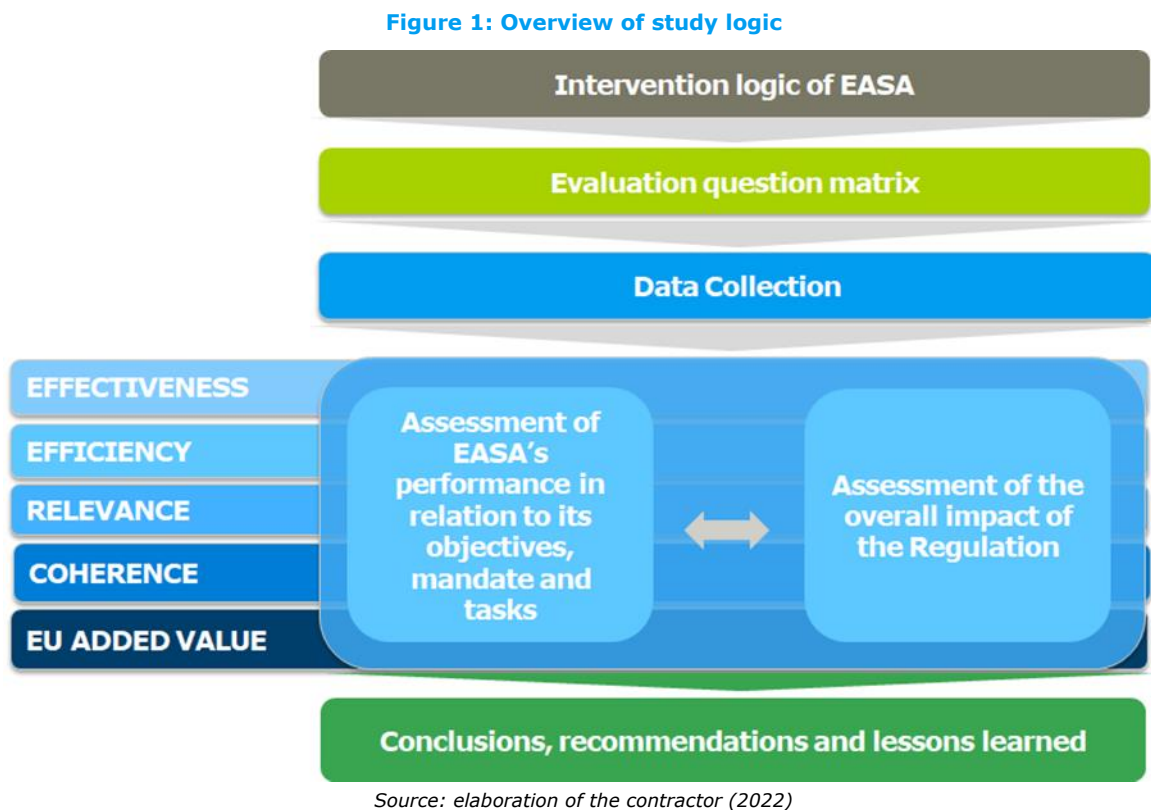 Figure 1: Overview of study logic
Intervention logic of EASA
Evaluation question matrix
Data Collection
EFFECTIVENESS
EFFICIENCY
RELEVANCE
COHERENCE
EU ADDED VALUE
Assessment of
EASA's
performance in
relation to its
objectives,
mandate and
tasks
Assessment of the
overall impact of
the Regulation
Conclusions, recommendations and lessons learned
Source: elaboration of the contractor (2022)